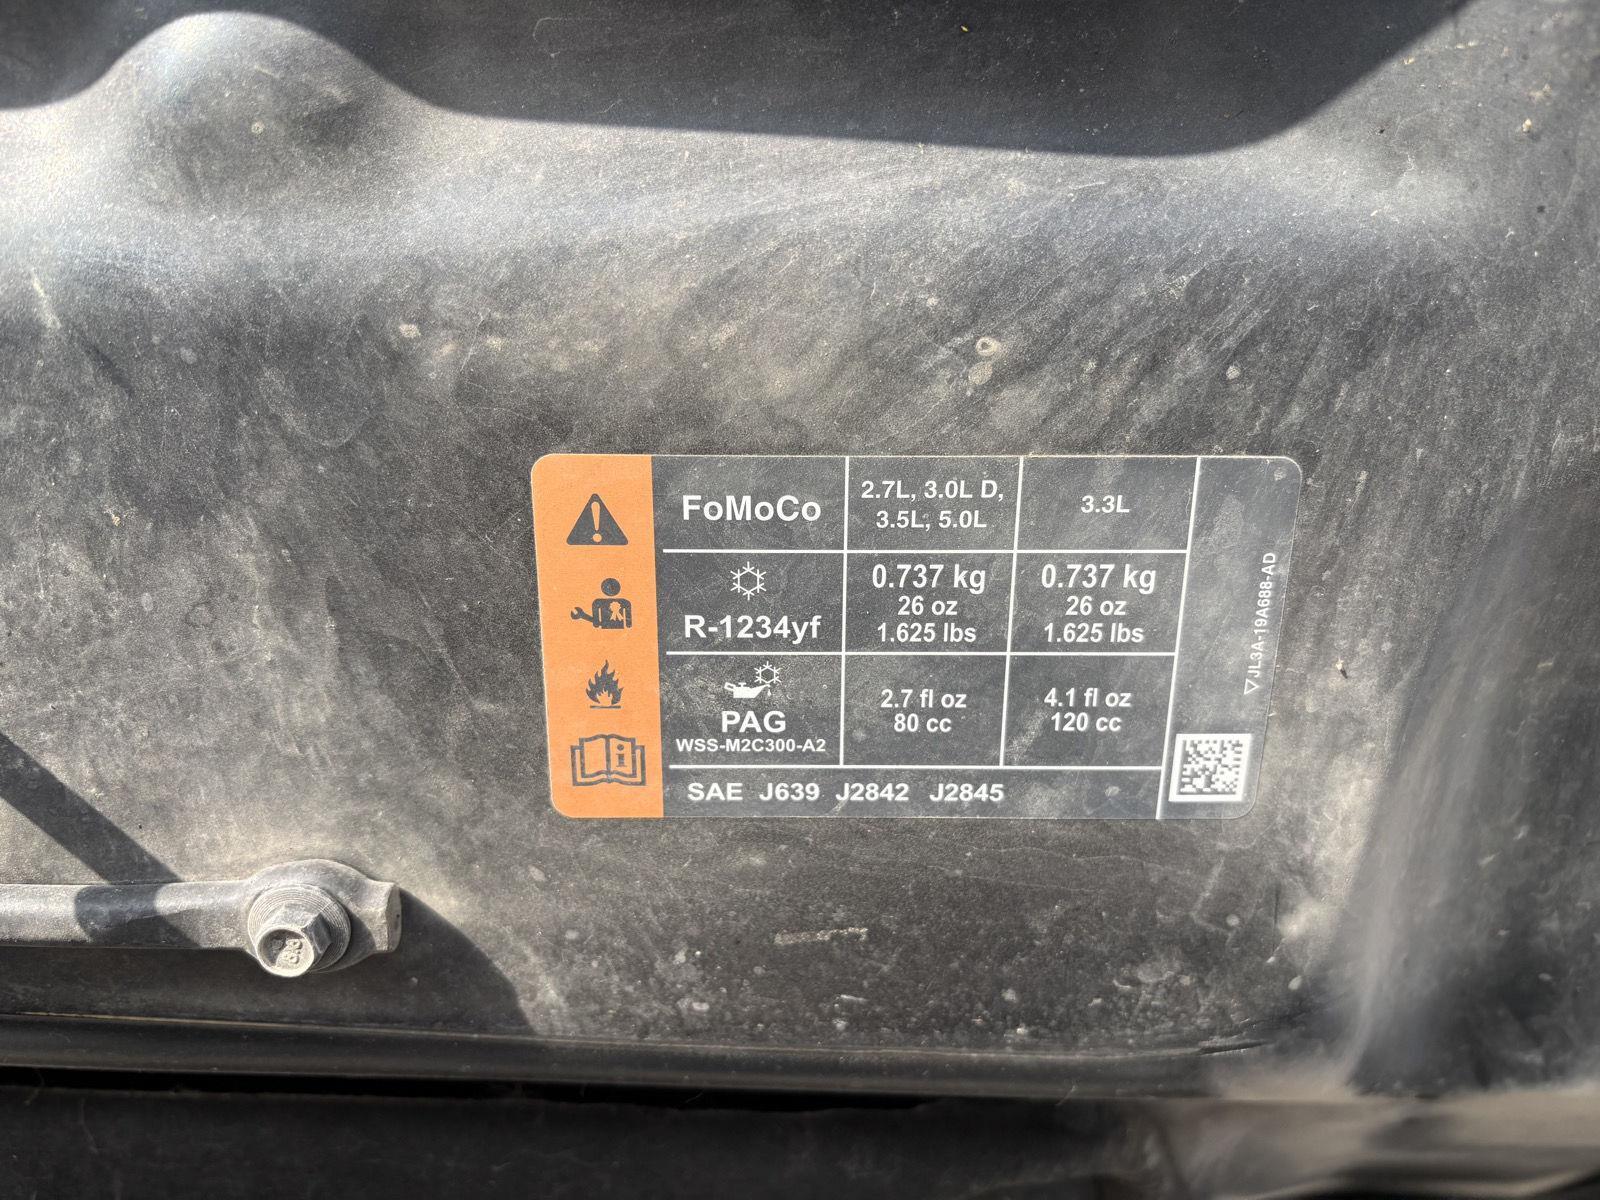 FoMoCo
2.7L, 3.0L D,
3.5L, 5.0L
3.3L
R-1234yf
0.737 kg
26 oz
1.625 lbs
0.737 kg
26 oz
1.625 lbs
PAG
WSS-M2C300-A2
2.7 fl oz
80 cc
4.1 fl oz
120 cc
SAE J639 J2842 J2845
JL3A-19A688-AD